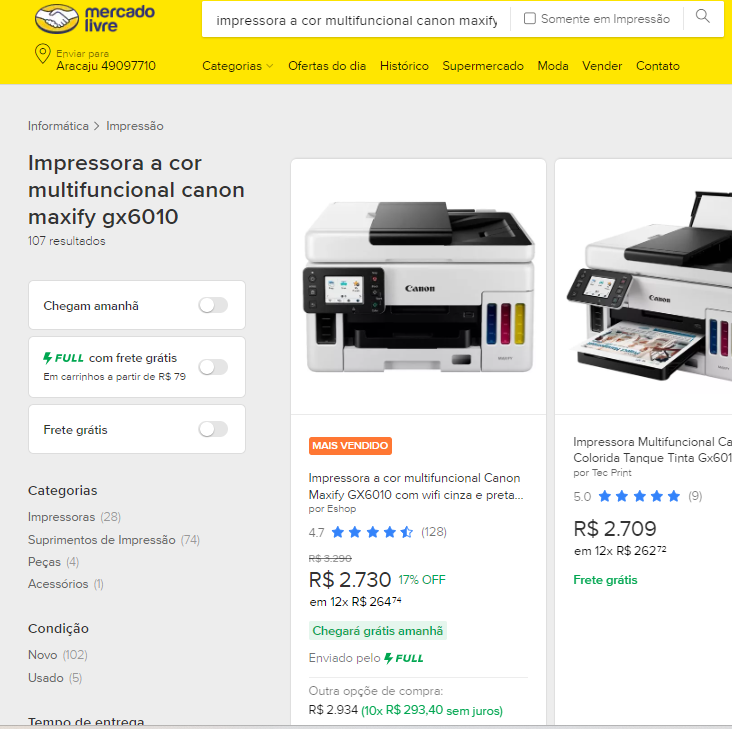 mercado
livre
impressora a cor multifuncional canon maxify
Somente em Impressão
Enviar para
Aracaju 49097710
Categorias
Ofertas do dia
Histórico
Supermercado
Moda
Vender
Contato
Informática > Impressão
Impressora a cor
multifuncional canon
maxify gx6010
107 resultados
Chegam amanhã
FULL com frete grátis
Em carrinhos a partir de R$ 79
Frete grátis
Categorias
Impressoras (28)
Suprimentos de Impressão (74)
Peças (4)
Acessórios (1)
Condição
Novo (102)
Usado (5)
Tempo de entrega
Canon
MAIS VENDIDO
Impressora a cor multifuncional Canon
Maxify GX6010 com wifi cinza e preta...
por Eshop
4.7 (128)
R$ 3.290
R$ 2.730 17% OFF
em 12x R$ 26474
Chegará grátis amanhã
Enviado pelo FULL
Outra opção de compra:
R$ 2.934 (10x R$ 293,40 sem juros)
Canon
Impressora Multifuncional Ca
Colorida Tanque Tinta Gx601
por Tec Print
5.0 (9)
R$ 2.709
em 12x R$ 26272
Frete grátis